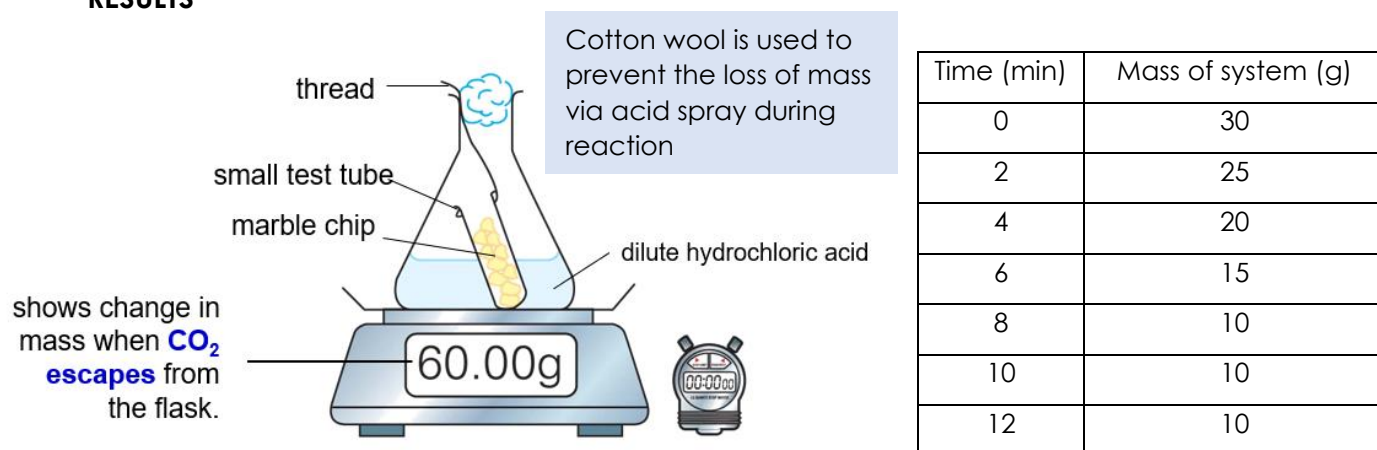 RESULTS
Cotton wool is used to
prevent the loss of mass
via acid spray during
reaction
thread
small test tube
marble chip
dilute hydrochloric acid
shows change in
mass when CO₂
escapes from
the flask.
60.00g
00:0000
Time (min) Mass of system (g)
0 30
2 25
4 20
6 15
8 10
10 10
12 10